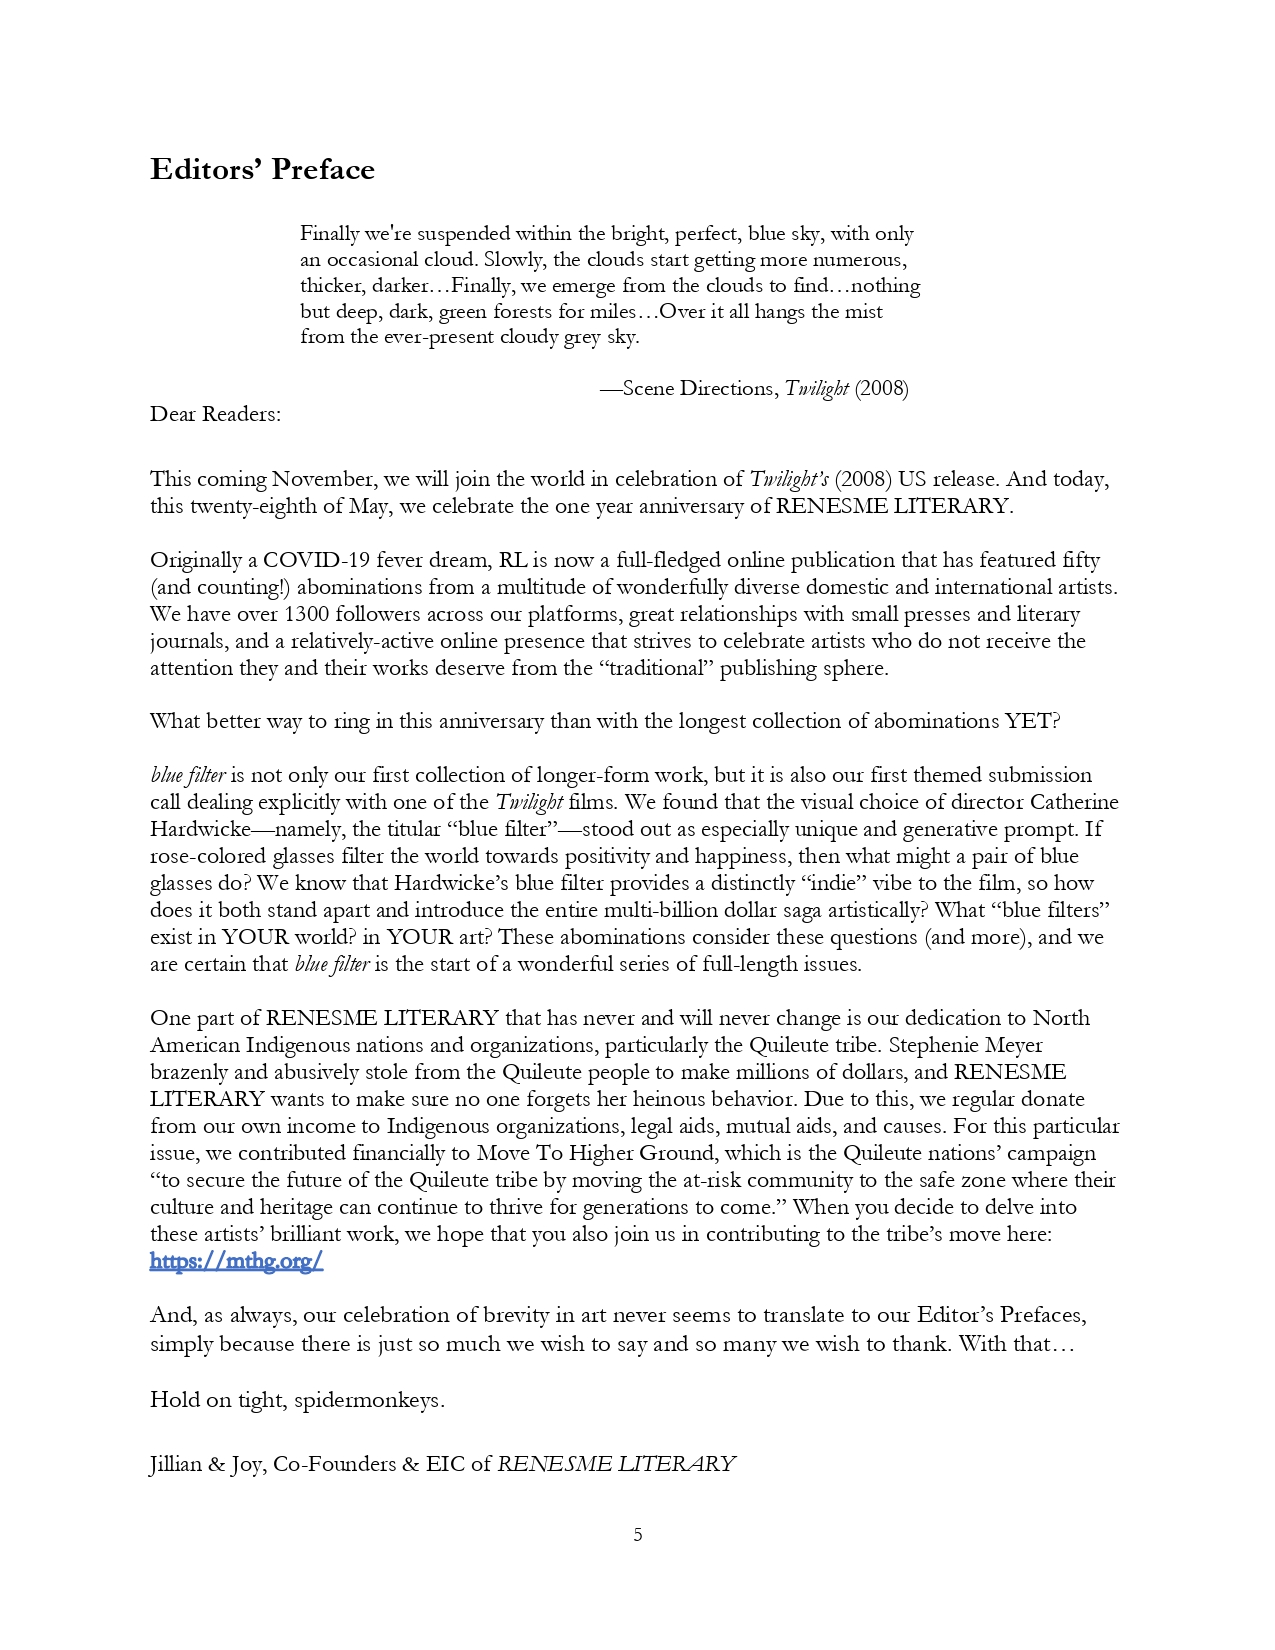 Editors’ Preface
Finally we're suspended within the bright, perfect, blue sky, with only
an occasional cloud. Slowly, the clouds start getting more numerous,
thicker, darker…Finally, we emerge from the clouds to find…nothing
but deep, dark, green forests for miles…Over it all hangs the mist
from the ever-present cloudy grey sky.
—Scene Directions, Twilight (2008)
Dear Readers:
This coming November, we will join the world in celebration of Twilight’s (2008) US release. And today,
this twenty-eighth of May, we celebrate the one year anniversary of RENESME LITERARY.
Originally a COVID-19 fever dream, RL is now a full-fledged online publication that has featured fifty
(and counting!) abominations from a multitude of wonderfully diverse domestic and international artists.
We have over 1300 followers across our platforms, great relationships with small presses and literary
journals, and a relatively-active online presence that strives to celebrate artists who do not receive the
attention they and their works deserve from the “traditional” publishing sphere.
What better way to ring in this anniversary than with the longest collection of abominations YET?
blue filter is not only our first collection of longer-form work, but it is also our first themed submission
call dealing explicitly with one of the Twilight films. We found that the visual choice of director Catherine
Hardwicke—namely, the titular “blue filter”—stood out as especially unique and generative prompt. If
rose-colored glasses filter the world towards positivity and happiness, then what might a pair of blue
glasses do? We know that Hardwicke’s blue filter provides a distinctly “indie” vibe to the film, so how
does it both stand apart and introduce the entire multi-billion dollar saga artistically? What “blue filters”
exist in YOUR world? in YOUR art? These abominations consider these questions (and more), and we
are certain that blue filter is the start of a wonderful series of full-length issues.
One part of RENESME LITERARY that has never and will never change is our dedication to North
American Indigenous nations and organizations, particularly the Quileute tribe. Stephenie Meyer
brazenly and abusively stole from the Quileute people to make millions of dollars, and RENESME
LITERARY wants to make sure no one forgets her heinous behavior. Due to this, we regular donate
from our own income to Indigenous organizations, legal aids, mutual aids, and causes. For this particular
issue, we contributed financially to Move To Higher Ground, which is the Quileute nations’ campaign
“to secure the future of the Quileute tribe by moving the at-risk community to the safe zone where their
culture and heritage can continue to thrive for generations to come.” When you decide to delve into
these artists’ brilliant work, we hope that you also join us in contributing to the tribe’s move here:
https://mthg.org/
And, as always, our celebration of brevity in art never seems to translate to our Editor’s Prefaces,
simply because there is just so much we wish to say and so many we wish to thank. With that…
Hold on tight, spidermonkeys.
Jillian & Joy, Co-Founders & EIC of RENESME LITERARY
5